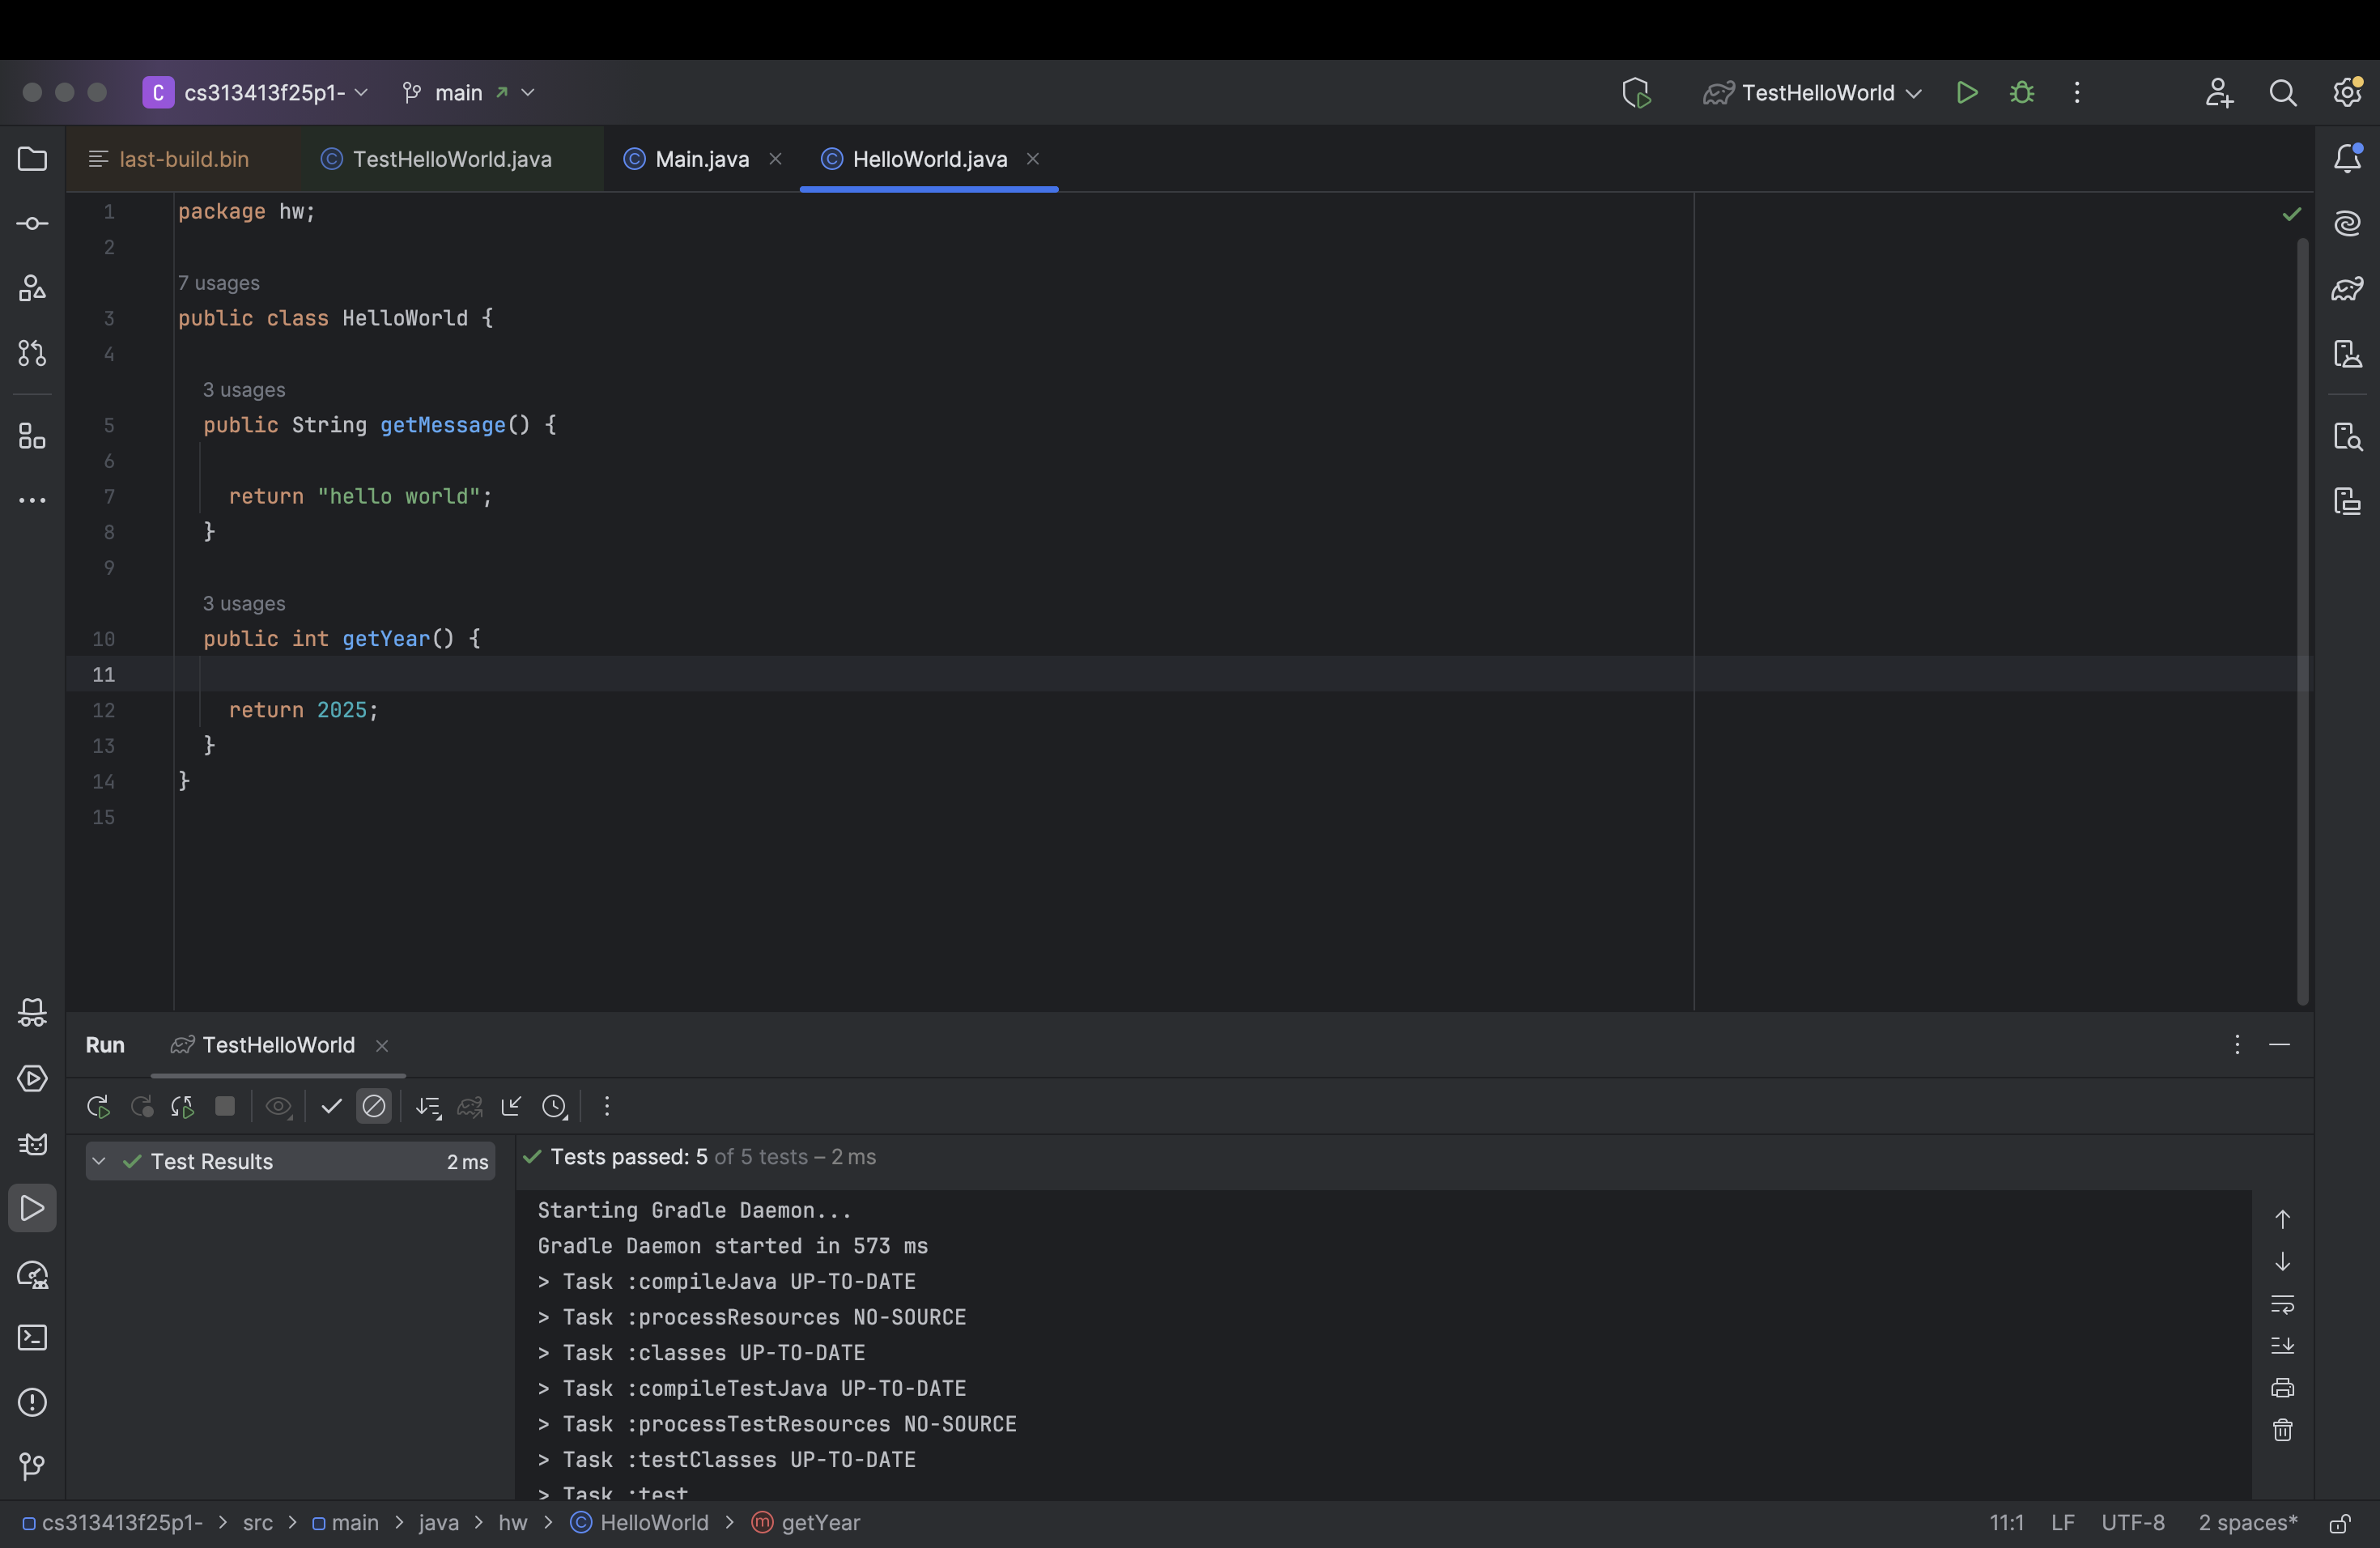 C cs313413f25p1- main TestHelloWorld
last-build.bin TestHelloWorld.java Main.java HelloWorld.java
1 package hw;
2
7 usages
3 public class HelloWorld {
4
3 usages
5 public String getMessage() {
6
7 return "hello world";
8 }
9
3 usages
10 public int getYear() {
11
12 return 2025;
13 }
14 }
15
Run TestHelloWorld
Test Results 2 ms
Tests passed: 5 of 5 tests – 2 ms
Starting Gradle Daemon...
Gradle Daemon started in 573 ms
> Task :compileJava UP-TO-DATE
> Task :processResources NO-SOURCE
> Task :classes UP-TO-DATE
> Task :compileTestJava UP-TO-DATE
> Task :processTestResources NO-SOURCE
> Task :testClasses UP-TO-DATE
> Task :test
cs313413f25p1- > src > main > java > hw > HelloWorld > getYear 11:1 LF UTF-8 2 spaces*